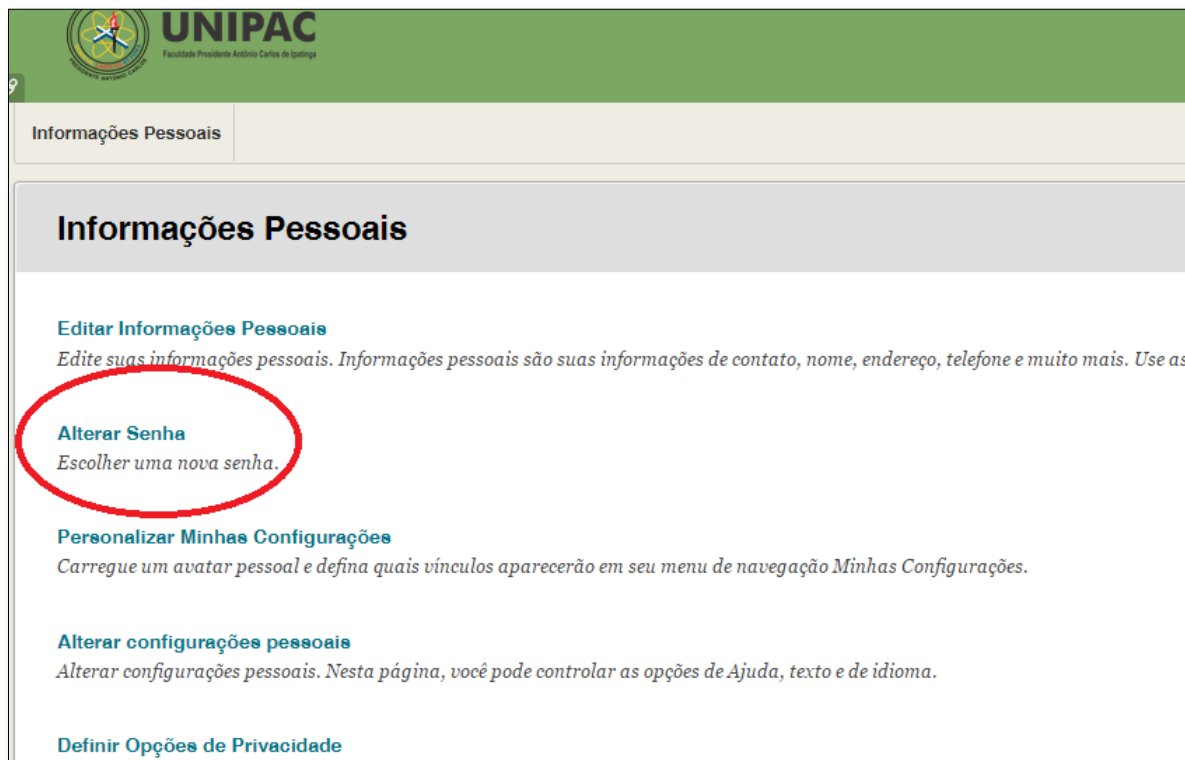 UNIPAC
Faculdade Presidente Antônio Carlos de Ipatinga
PRESIDENTE ANTÔNIO CARLOS
Informações Pessoais
Informações Pessoais
Editar Informações Pessoais
Edite suas informações pessoais. Informações pessoais são suas informações de contato, nome, endereço, telefone e muito mais. Use as
Alterar Senha
Escolher uma nova senha.
Personalizar Minhas Configurações
Carregue um avatar pessoal e defina quais vínculos aparecerão em seu menu de navegação Minhas Configurações.
Alterar configurações pessoais
Alterar configurações pessoais. Nesta página, você pode controlar as opções de Ajuda, texto e de idioma.
Definir Opções de Privacidade